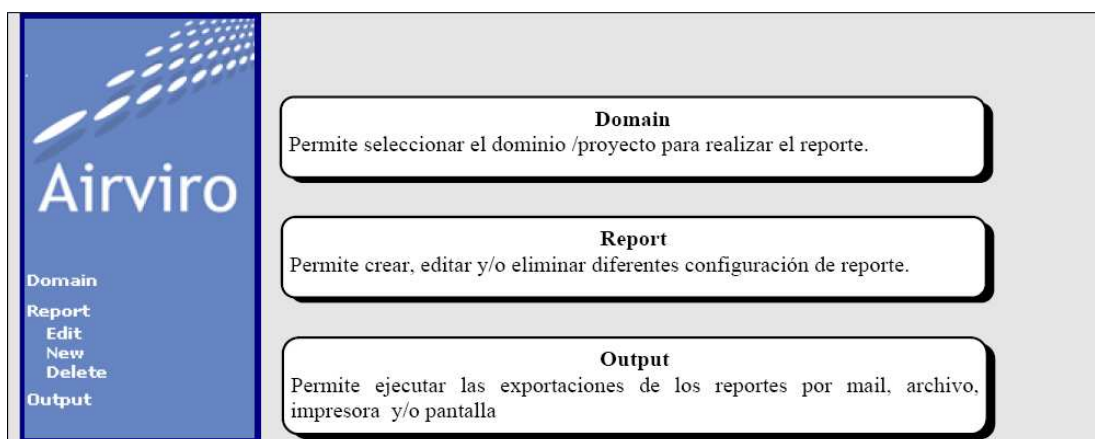 Airviro
Domain
Report
Edit
New
Delete
Output
Domain
Permite seleccionar el dominio /proyecto para realizar el reporte.
Report
Permite crear, editar y/o eliminar diferentes configuración de reporte.
Output
Permite ejecutar las exportaciones de los reportes por mail, archivo,
impresora y/o pantalla